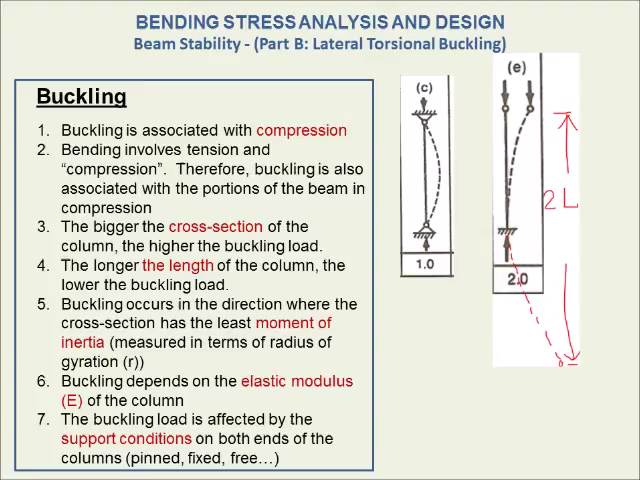 BENDING STRESS ANALYSIS AND DESIGN
Beam Stability - (Part B: Lateral Torsional Buckling)
Buckling
1. Buckling is associated with compression
2. Bending involves tension and
“compression”. Therefore, buckling is also
associated with the portions of the beam in
compression
3. The bigger the cross-section of the
column, the higher the buckling load.
4. The longer the length of the column, the
lower the buckling load.
5. Buckling occurs in the direction where the
cross-section has the least moment of
inertia (measured in terms of radius of
gyration (r))
6. Buckling depends on the elastic modulus
(E) of the column
7. The buckling load is affected by the
support conditions on both ends of the
columns (pinned, fixed, free…)
(c)
1.0
(e)
2.0
2L